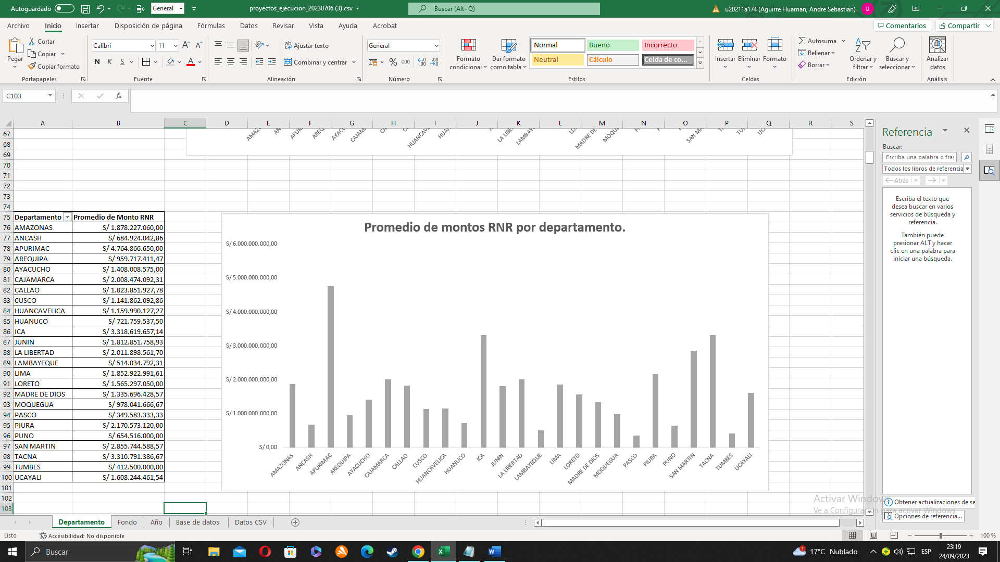 Autoguardado
General
proyectos_ejecucion_20230706 (3).csv
Buscar (Alt+Q)
u20211a174 (Aguirre Huaman, Andre Sebastian)
U
Archivo Inicio Insertar Disposición de página Fórmulas Datos Revisar Vista Ayuda Acrobat
Comentarios Compartir
Pegar
Cortar
Copiar
Copiar formato
Portapapeles
Calibri 11
N K S
Fuente
Ajustar texto
Combinar y centrar
Alineación
General
% 000
Número
Formato condicional
Dar formato como tabla
Normal Bueno Incorrecto
Neutral Cálculo Celda de co...
Estilos
Insertar Eliminar Formato
Celdas
Autosuma
Rellenar
Borrar
Ordenar y filtrar
Buscar y seleccionar
Edición
Analizar datos
Análisis
C103
fx
A B C D E F G H I J K L M N O P Q R S
67
68
69
70
71
72
73
74
75 Departamento Promedio de Monto RNR
76 AMAZONAS S/ 1.878.227.060,00
77 ANCASH S/ 684.924.042,86
78 APURIMAC S/ 4.764.866.650,00
79 AREQUIPA S/ 959.717.411,47
80 AYACUCHO S/ 1.408.008.575,00
81 CAJAMARCA S/ 2.008.474.092,31
82 CALLAO S/ 1.823.851.927,78
83 CUSCO S/ 1.141.862.092,86
84 HUANCAVELICA S/ 1.159.990.127,27
85 HUANUCO S/ 721.759.537,50
86 ICA S/ 3.318.619.657,14
87 JUNIN S/ 1.812.851.758,93
88 LA LIBERTAD S/ 2.011.898.561,70
89 LAMBAYEQUE S/ 514.034.792,31
90 LIMA S/ 1.852.922.991,61
91 LORETO S/ 1.565.297.050,00
92 MADRE DE DIOS S/ 1.335.696.428,57
93 MOQUEGUA S/ 978.041.666,67
94 PASCO S/ 349.583.333,33
95 PIURA S/ 2.170.573.120,00
96 PUNO S/ 654.516.000,00
97 SAN MARTIN S/ 2.855.744.588,57
98 TACNA S/ 3.310.791.386,67
99 TUMBES S/ 412.500.000,00
100 UCAYALI S/ 1.608.244.461,54
101
102
103
Promedio de montos RNR por departamento.
S/ 6.000.000.000,00
S/ 5.000.000.000,00
S/ 4.000.000.000,00
S/ 3.000.000.000,00
S/ 2.000.000.000,00
S/ 1.000.000.000,00
S/ 0,00
AMAZONAS ANCASH APURIMAC AREQUIPA AYACUCHO CAJAMARCA CALLAO CUSCO HUANCAVELICA HUANUCO ICA JUNIN LA LIBERTAD LAMBAYEQUE LIMA LORETO MADRE DE DIOS MOQUEGUA PASCO PIURA PUNO SAN MARTIN TACNA TUMBES UCAYALI
Referencia
Buscar:
Escriba una palabra o fra:
Todos los libros de referencia
Atrás
Escriba el texto que
desea buscar en varios
servicios de búsqueda y
referencia.
También puede
presionar ALT y hacer
clic en una palabra para
iniciar una búsqueda.
Obtener actualizaciones de se
Opciones de referencia...
Activar Windows
Ve a Configuración para activar Windows.
Departamento Fondo Año Base de datos Datos CSV
Listo Accesibilidad: No disponible
100 %
Buscar
1
17°C Nublado
ESP
23:19
24/09/2023